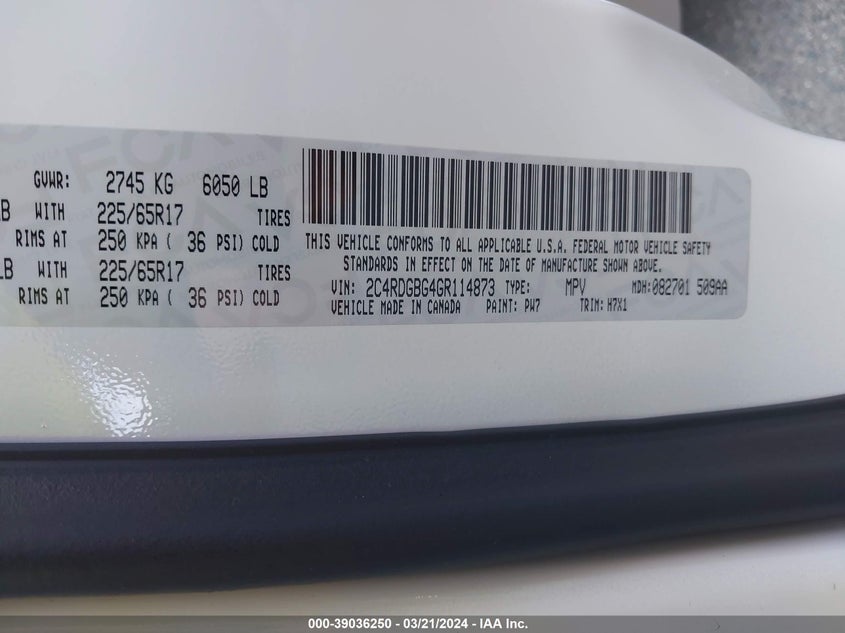 GVWR: 2745 KG 6050 LB
LB WITH 225/65R17 TIRES
RIMS AT 250 KPA ( 36 PSI) COLD
LB WITH 225/65R17 TIRES
RIMS AT 250 KPA ( 36 PSI) COLD
THIS VEHICLE CONFORMS TO ALL APPLICABLE U.S.A. FEDERAL MOTOR VEHICLE SAFETY
STANDARDS IN EFFECT ON THE DATE OF MANUFACTURE SHOWN ABOVE.
VIN: 2C4RDGBG4GR114873 TYPE: MPV MDH: 082701 509AA
VEHICLE MADE IN CANADA PAINT: PW7 TRIM: H7X1
000-39036250 - 03/21/2024 - IAA Inc.